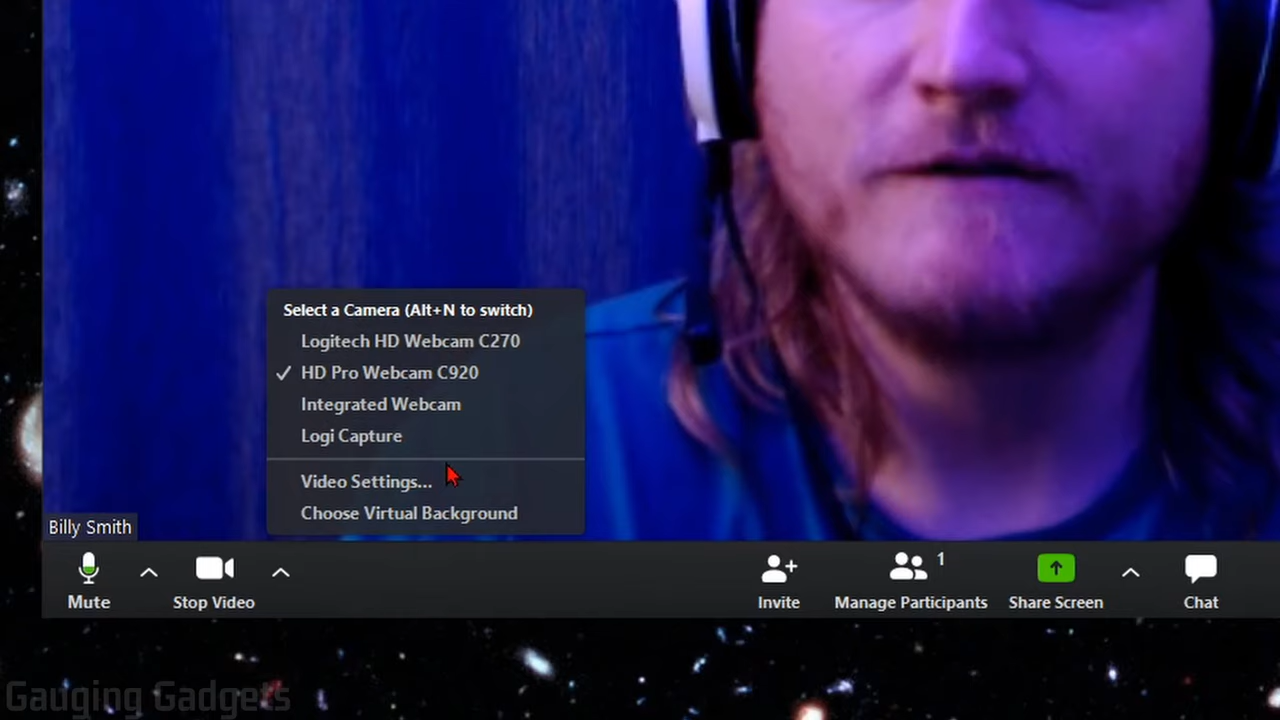 Select a Camera (Alt+N to switch)
Logitech HD Webcam C270
HD Pro Webcam C920
Integrated Webcam
Logi Capture
Video Settings...
Choose Virtual Background
Billy Smith
1
Mute
Stop Video
Invite
Manage Participants
Share Screen
Chat
Gauging Gadgets